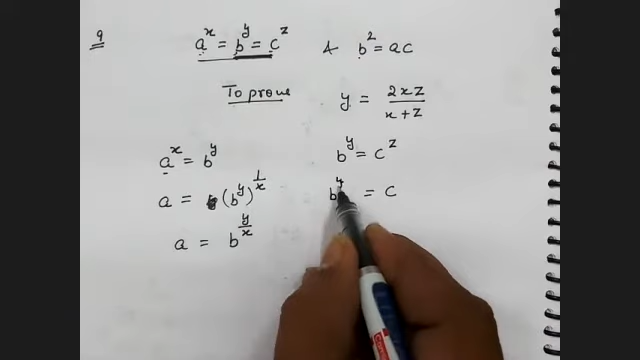 9
a^x = b^y = c^z & b^2 = ac
To prove y = 2xz / x+z
a^x = b^y b^y = c^z
a = (b^y)^(1/x) b^y = c
a = b^(y/x)